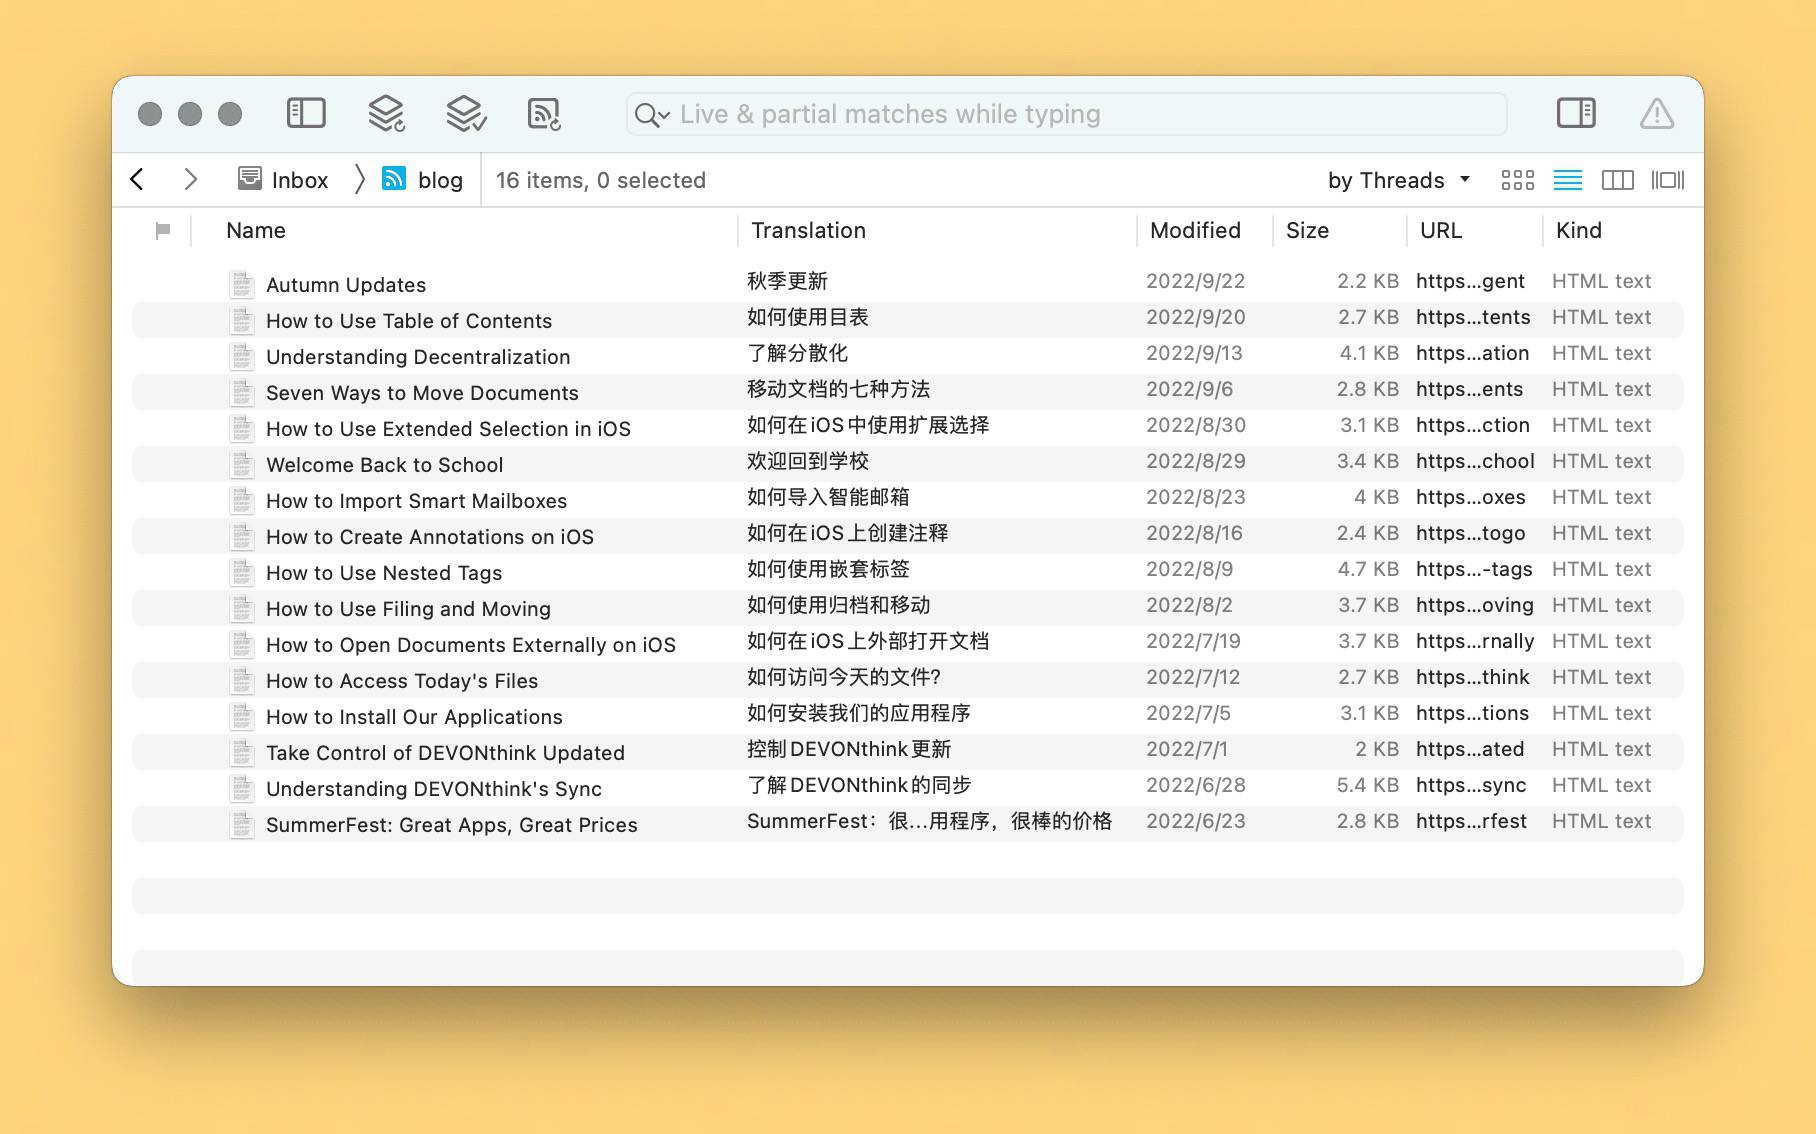 Live & partial matches while typing
Inbox blog 16 items, 0 selected by Threads
Name Translation Modified Size URL Kind
Autumn Updates 秋季更新 2022/9/22 2.2 KB https...gent HTML text
How to Use Table of Contents 如何使用目表 2022/9/20 2.7 KB https...tents HTML text
Understanding Decentralization 了解分散化 2022/9/13 4.1 KB https...ation HTML text
Seven Ways to Move Documents 移动文档的七种方法 2022/9/6 2.8 KB https...ents HTML text
How to Use Extended Selection in iOS 如何在iOS中使用扩展选择 2022/8/30 3.1 KB https...ction HTML text
Welcome Back to School 欢迎回到学校 2022/8/29 3.4 KB https...chool HTML text
How to Import Smart Mailboxes 如何导入智能邮箱 2022/8/23 4 KB https...oxes HTML text
How to Create Annotations on iOS 如何在iOS上创建注释 2022/8/16 2.4 KB https...togo HTML text
How to Use Nested Tags 如何使用嵌套标签 2022/8/9 4.7 KB https...-tags HTML text
How to Use Filing and Moving 如何使用归档和移动 2022/8/2 3.7 KB https...oving HTML text
How to Open Documents Externally on iOS 如何在iOS上外部打开文档 2022/7/19 3.7 KB https...rnally HTML text
How to Access Today's Files 如何访问今天的文件? 2022/7/12 2.7 KB https...think HTML text
How to Install Our Applications 如何安装我们的应用程序 2022/7/5 3.1 KB https...tions HTML text
Take Control of DEVONthink Updated 控制DEVONthink更新 2022/7/1 2 KB https...ated HTML text
Understanding DEVONthink's Sync 了解DEVONthink的同步 2022/6/28 5.4 KB https...sync HTML text
SummerFest: Great Apps, Great Prices SummerFest：很...用程序，很棒的价格 2022/6/23 2.8 KB https...rfest HTML text